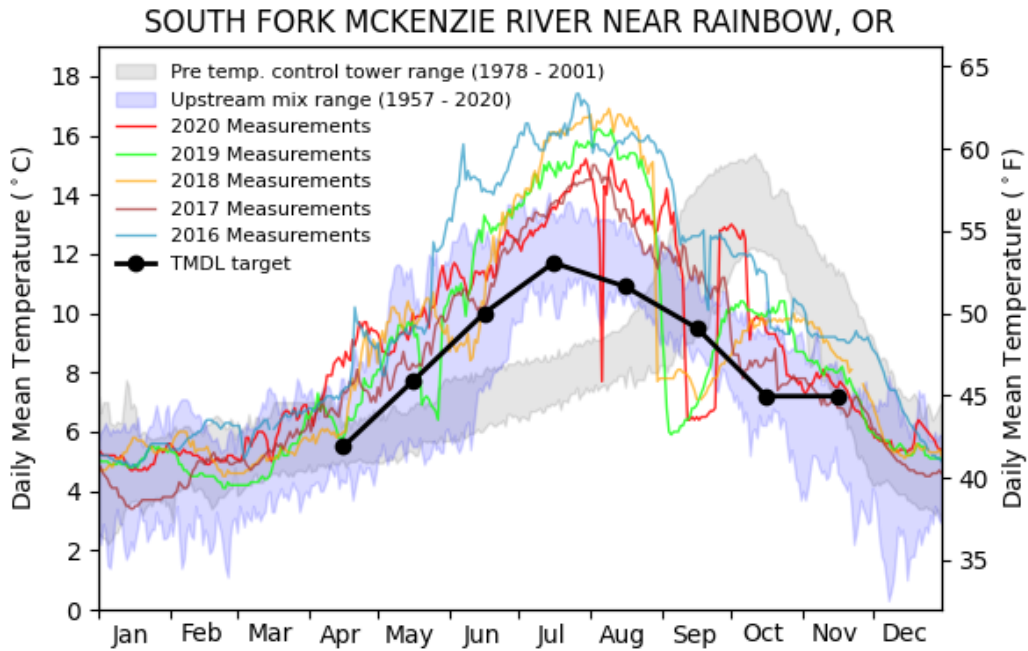 SOUTH FORK MCKENZIE RIVER NEAR RAINBOW, OR
Pre temp. control tower range (1978 - 2001)
Upstream mix range (1957 - 2020)
2020 Measurements
2019 Measurements
2018 Measurements
2017 Measurements
2016 Measurements
TMDL target
Daily Mean Temperature (°C)
18
16
14
12
10
8
6
4
2
0
65
60
55
50
45
40
35
Daily Mean Temperature (°F)
Jan Feb Mar Apr May Jun Jul Aug Sep Oct Nov Dec